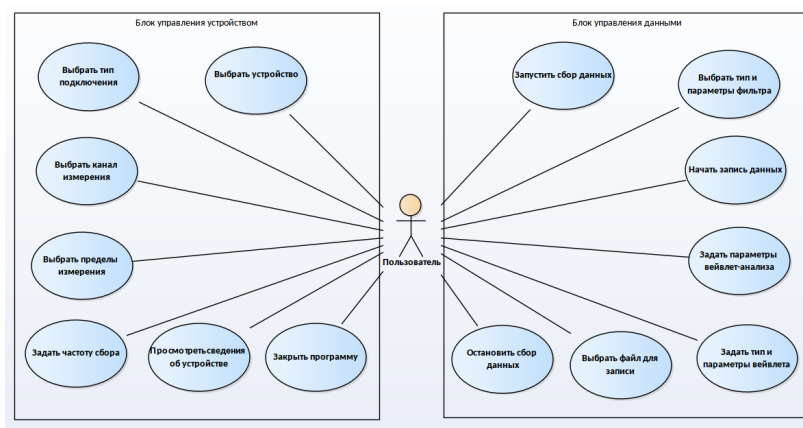 Блок управления устройством
Блок управления данными
Выбрать тип
подключения
Выбрать устройство
Запустить сбор данных
Выбрать тип и
параметры фильтра
Выбрать канал
измерения
Начать запись данных
Выбрать пределы
измерения
Пользователь
Задать параметры
вейвлет-анализа
Задать частоту сбора
Просмотреть сведения
об устройстве
Закрыть программу
Остановить сбор
данных
Выбрать файл для
записи
Задать тип и
параметры вейвлета